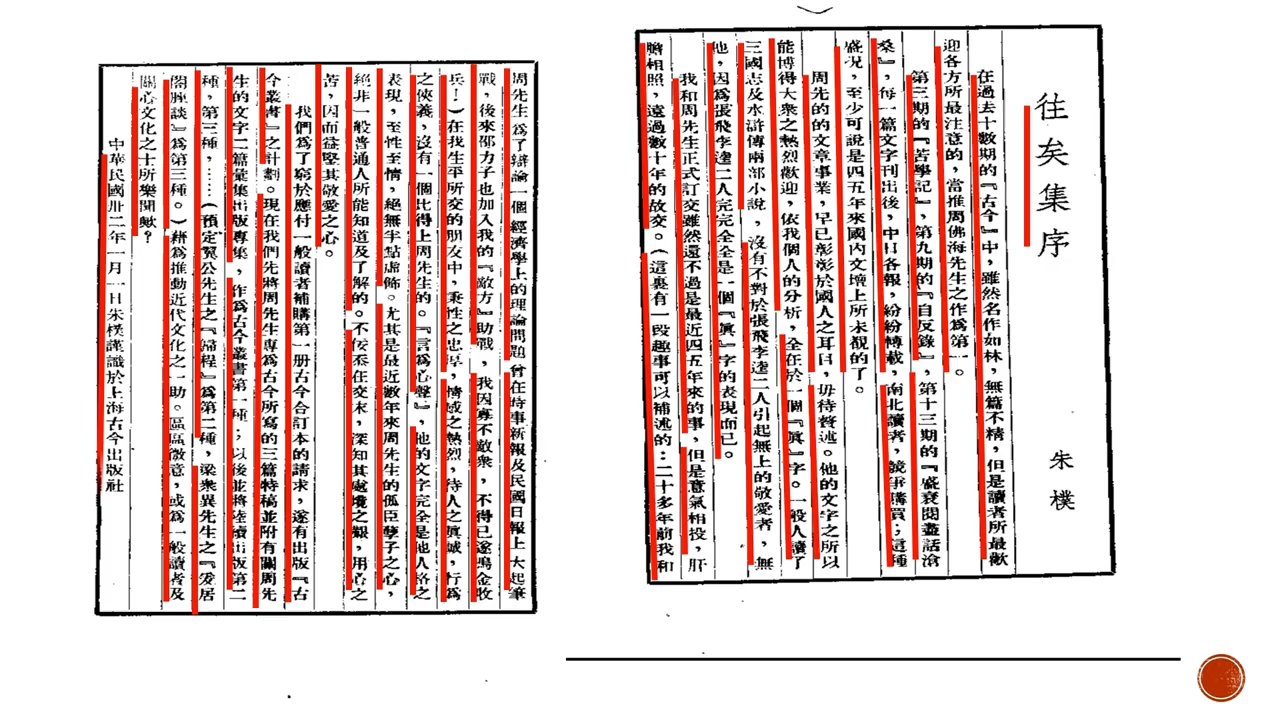 往矣集序
朱樸
在過去十數期的『古今』中，雖然名作如林，無篇不精，但是讀者所最歡
迎各方所最注意的，當推周佛海先生之作為第一。
第三期的『苦學記』，第九期的『自反錄』，第十三期的『盛衰閱盡話滄
桑』，每一篇文字刊出後，中日各報，紛紛轉載，南北讀者，競爭購買；這種
盛況，至少可說是四五年來國內文壇上所未覩的了。
周先的的文章事業，早已彰彰於國人之耳目，毋待贅述。他的文字之所以
能博得大衆之熱烈歡迎，依我個人的分析，全在於一個『眞』字。一般人讀了
三國志及水滸傳兩部小說，沒有不對於張飛李逵二人引起無上的敬愛者，無
他，因為張飛李逵二人完完全全是一個『眞』字的表現而已。
我和周先生正式訂交雖然還不過是最近四五年來的事，但是意氣相投，肝
膽相照，遠過數十年的故交。（這裏有一段趣事可以補述的：二十多年前我和
周先生為了辯論一個經濟學上的理論問題曾在時事新報及民國日報上大起筆
戰，後來邵力子也加入我的『敵方』助戰，我因寡不敵衆，不得已遂鳴金收
兵！）在我生平所交的朋友中，秉性之忠厚，情感之熱烈，待人之眞誠，行為
之俠義，沒有一個比得上周先生的。『言為心聲』，他的文字完全是他人格之
表現，至性至情，絕無半點虛飾。尤其是最近數年來周先生的孤臣孽子之心，
絕非一般普通人所能知道及了解的。不佞忝在交末，深知其處境之艱，用心之
苦，因而益堅其敬愛之心。
我們為了窮於應付一般讀者補購第一册古今合訂本的請求，遂有出版『古
今叢書』之計劃。現在我們先將周先生專為古今所寫的三篇特稿並附有關周先
生的文字二篇彙集出版專集，作為古今叢書第一種；以後並將陸續出版第二
種，第三種，……（預定冀公先生之『歸程』為第二種，梁衆異先生之『爰居
閣脞談』為第三種。）藉為推動近代文化之一助。區區微意，或為一般讀者及
關心文化之士所樂聞歟？
中華民國卅二年一月一日朱樸謹識於上海古今出版社